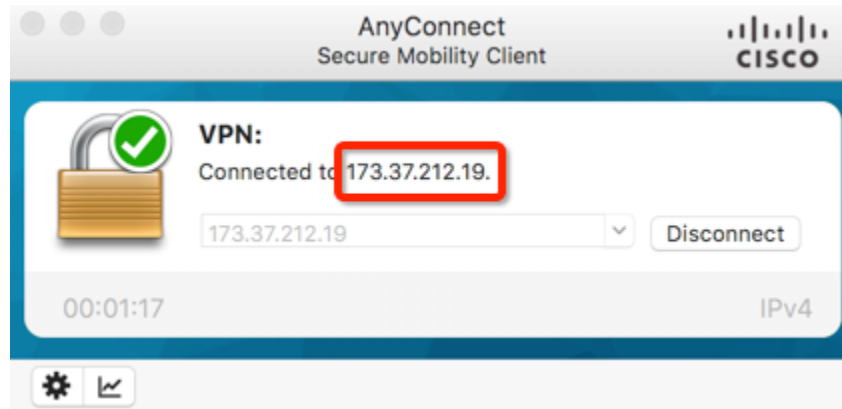 AnyConnect
Secure Mobility Client
CISCO
VPN:
Connected to 173.37.212.19.
173.37.212.19
Disconnect
00:01:17
IPv4